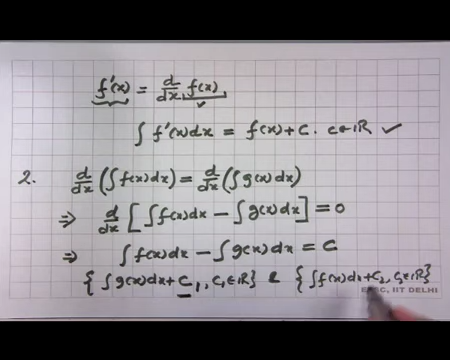 f'(x) = d/dx f(x)
∫ f'(x)dx = f(x) + C . C∈ℝ ✓
2. d/dx (∫f(x)dx) = d/dx (∫g(x)dx)
⇒ d/dx [∫f(x)dx − ∫g(x)dx] = 0
⇒ ∫f(x)dx − ∫g(x)dx = C
{∫g(x)dx + C₁, C₁∈ℝ} & {∫f(x)dx + C₂, C₂∈ℝ}
IIT DELHI